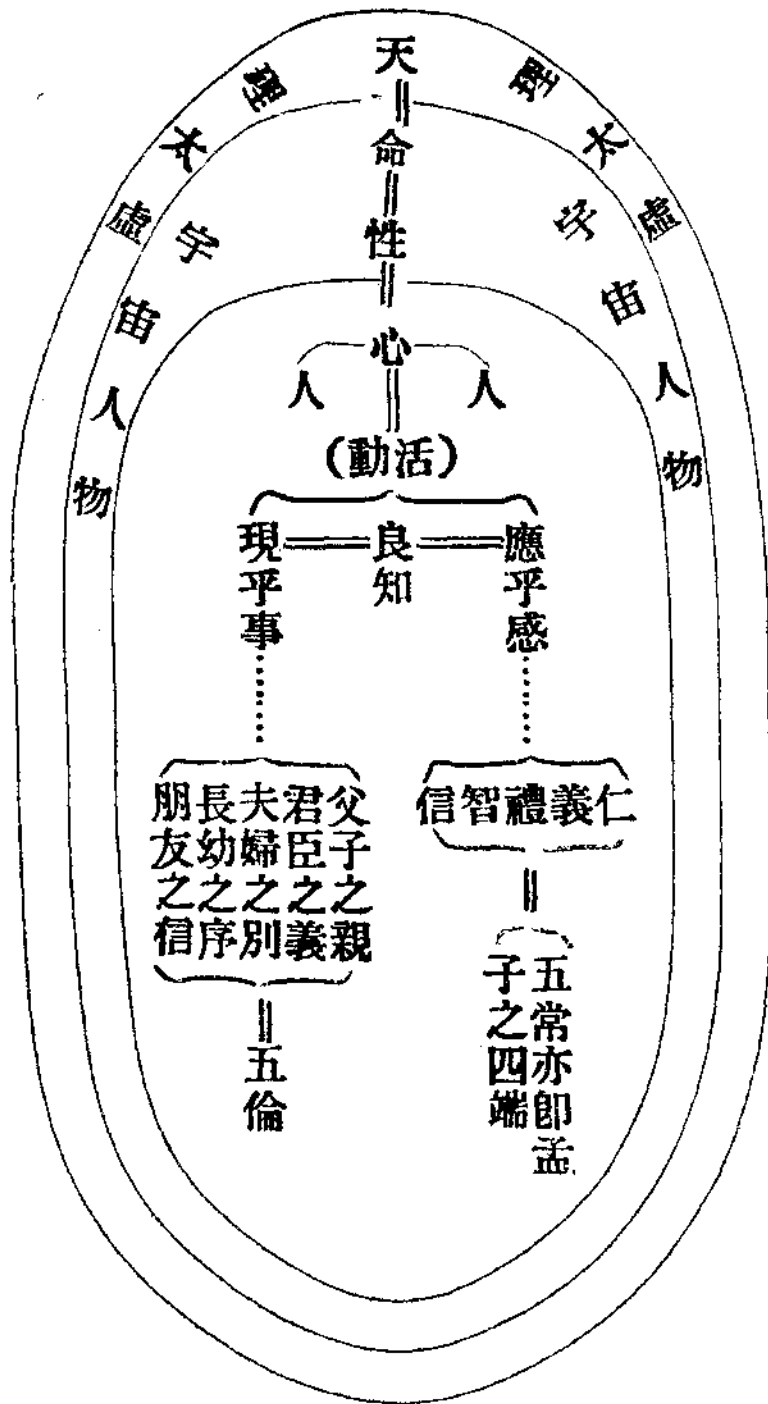 天
理
理
太
太
虛
虛
命
性
宇
宇
宙
宙
人
人
物
物
心
人
人
(動活)
應乎感
良知
現乎事
仁
義
禮
智
信
五常亦卽孟
子之四端
父子之親
君臣之義
夫婦之別
長幼之序
朋友之信
五倫